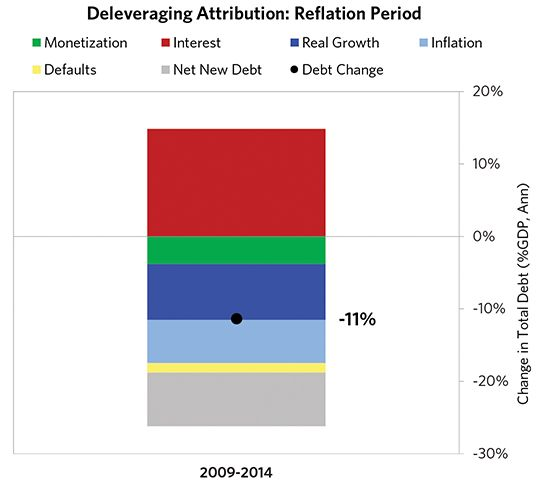 Deleveraging Attribution: Reflation Period
Monetization Interest Real Growth Inflation
Defaults Net New Debt Debt Change
20%
10%
0%
-10%
-11%
-20%
-30%
Change in Total Debt (%GDP, Ann)
2009-2014